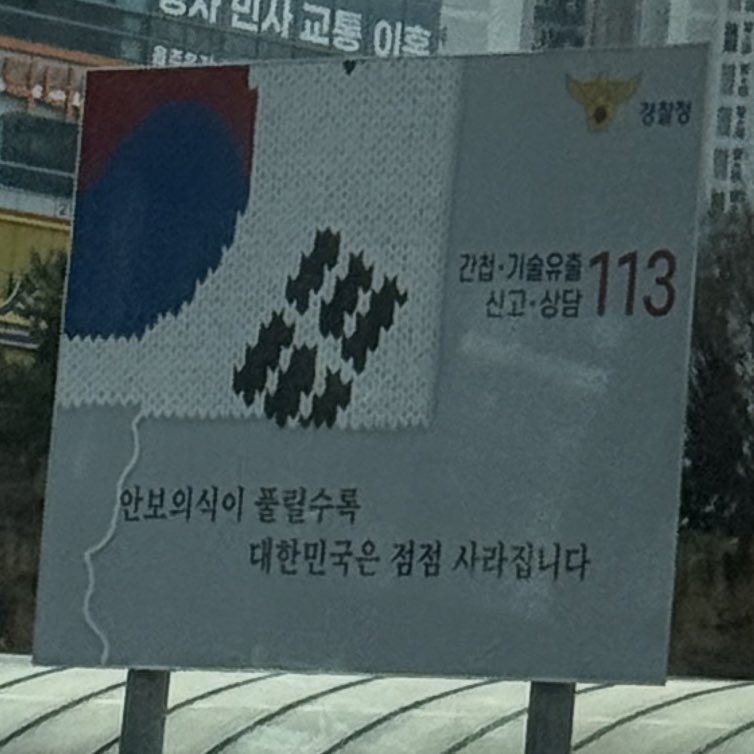 민사 교통 이혼
경찰청
간첩·기술유출
신고·상담 113
안보의식이 풀릴수록
대한민국은 점점 사라집니다